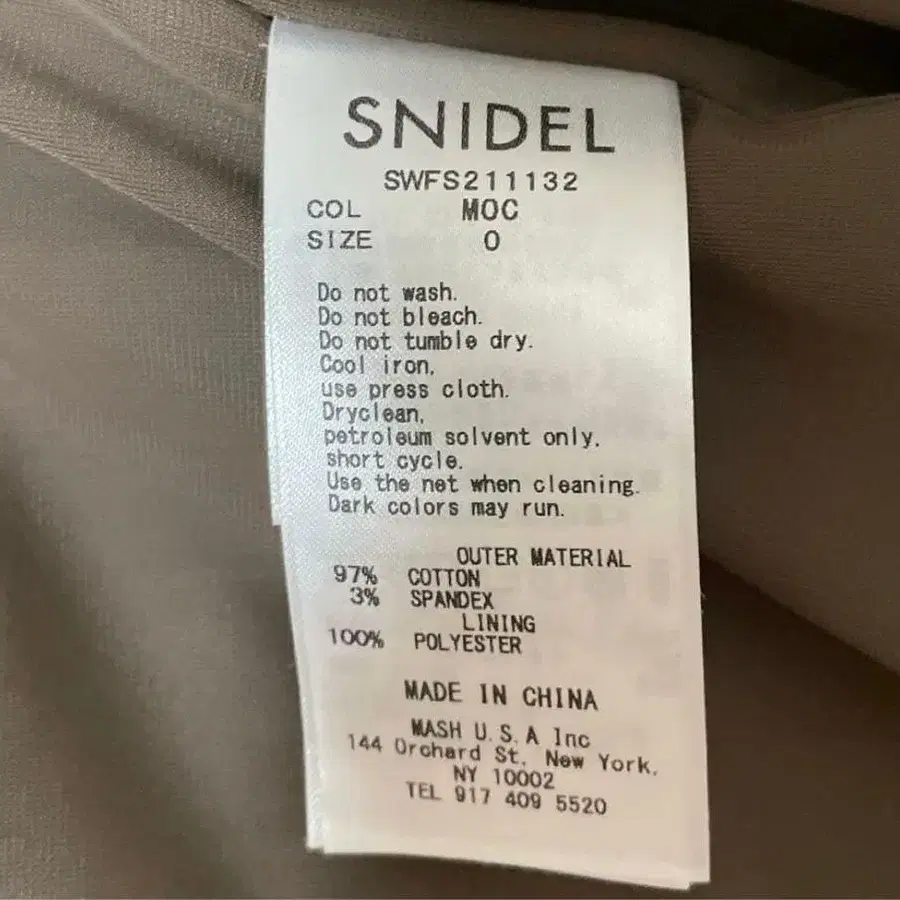 SNIDEL
SWFS211132
COL MOC
SIZE 0
Do not wash.
Do not bleach.
Do not tumble dry.
Cool iron,
use press cloth.
Dryclean,
petroleum solvent only,
short cycle.
Use the net when cleaning.
Dark colors may run.
OUTER MATERIAL
97% COTTON
3% SPANDEX
LINING
100% POLYESTER
MADE IN CHINA
MASH U.S.A Inc
144 Orchard St, New York,
NY 10002
TEL 917 409 5520